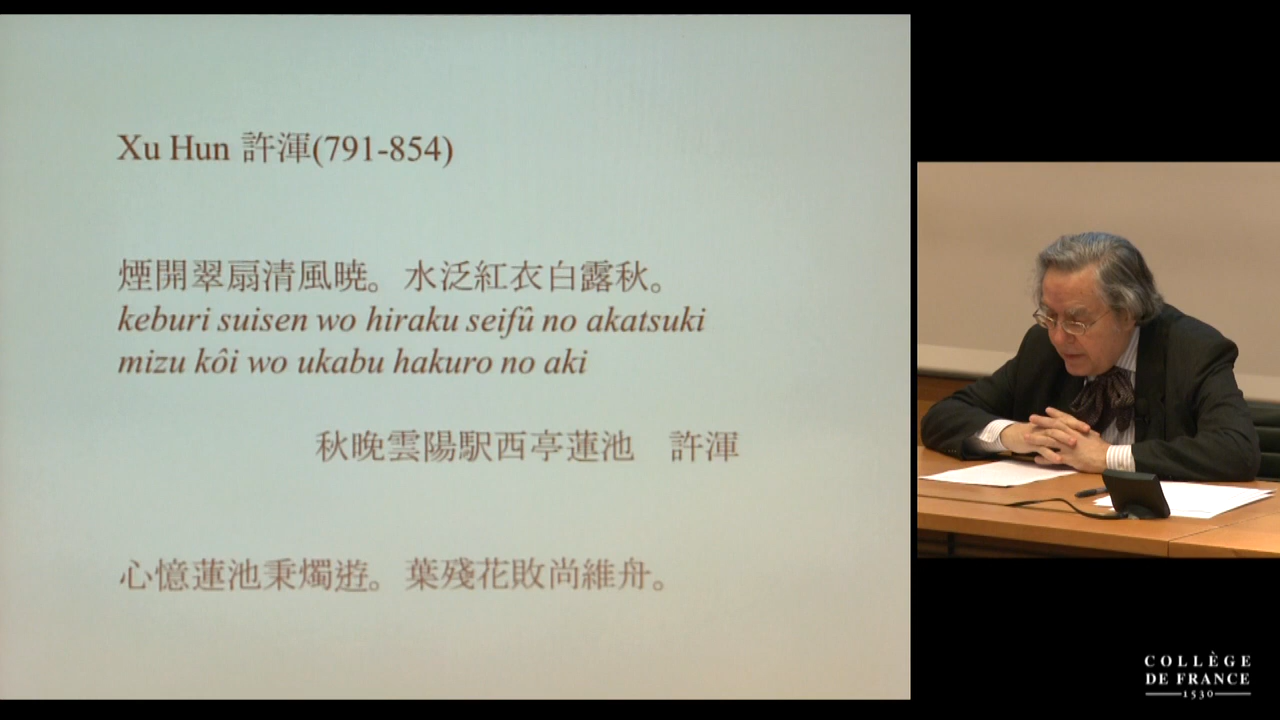 Xu Hun 許渾(791-854)
煙開翠扇清風曉。水泛紅衣白露秋。
keburi suisen wo hiraku seifû no akatsuki
mizu kôi wo ukabu hakuro no aki
秋晩雲陽駅西亭蓮池　許渾
心憶蓮池秉燭遊。葉殘花敗尚維舟。
COLLÈGE
DE FRANCE
1530